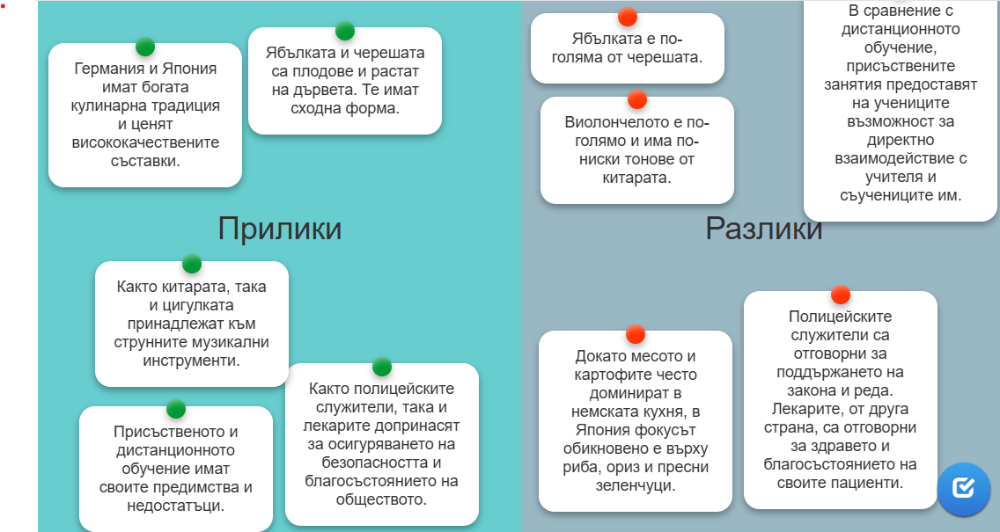 Германия и Япония
имат богата
кулинарна традиция
и ценят
висококачествените
съставки.
Ябълката и черешата
са плодове и растат
на дървета. Те имат
сходна форма.
Прилики
Както китарата, така
и цигулката
принадлежат към
струнните музикални
инструменти.
Присъственото и
дистанционното
обучение имат
своите предимства и
недостатъци.
Както полицейските
служители, така и
лекарите допринасят
за осигуряването на
безопасността и
благосъстоянието на
обществото.
Ябълката е по-
голяма от черешата.
Виолончелото е по-
голямо и има по-
ниски тонове от
китарата.
В сравнение с
дистанционното
обучение,
присъствените
занятия предоставят
на учениците
възможност за
директно
взаимодействие с
учителя и
съучениците им.
Разлики
Докато месото и
картофите често
доминират в
немската кухня, в
Япония фокусът
обикновено е върху
риба, ориз и пресни
зеленчуци.
Полицейските
служители са
отговорни за
поддържането на
закона и реда.
Лекарите, от друга
страна, са отговорни
за здравето и
благосъстоянието на
своите пациенти.